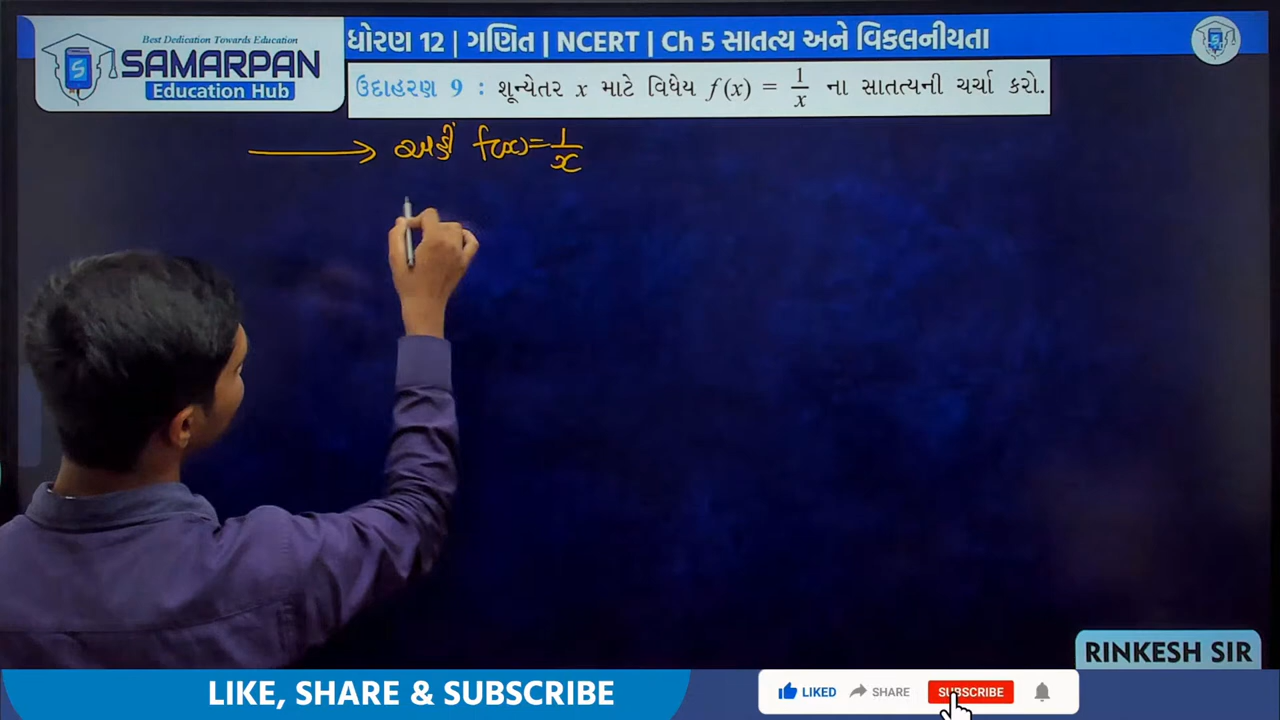 Best Dedication Towards Education
SAMARPAN
Education Hub
ધોરણ 12 | ગણિત | NCERT | Ch 5 સાતત્ય અને વિકલનીયતા
ઉદાહરણ 9 : શૂન્યેતર x માટે વિધેય f(x) = 1/x ના સાતત્યની ચર્ચા કરો.
અહીં f(x)=1/x
RINKESH SIR
LIKE, SHARE & SUBSCRIBE
LIKED SHARE SUBSCRIBE